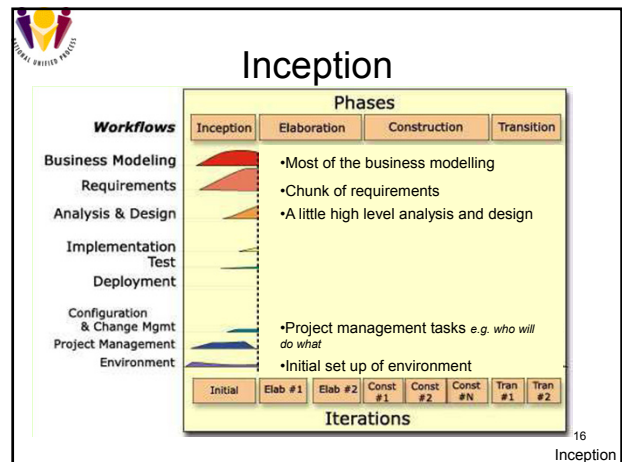 RATIONAL UNIFIED PROCESS
Inception
Phases
Workflows
Inception
Elaboration
Construction
Transition
Business Modeling
•Most of the business modelling
Requirements
•Chunk of requirements
Analysis & Design
•A little high level analysis and design
Implementation
Test
Deployment
Configuration
& Change Mgmt
Project Management
•Project management tasks e.g. who will
do what
Environment
•Initial set up of environment
Initial
Elab #1
Elab #2
Const
#1
Const
#2
Const
#N
Tran
#1
Tran
#2
Iterations
16
Inception